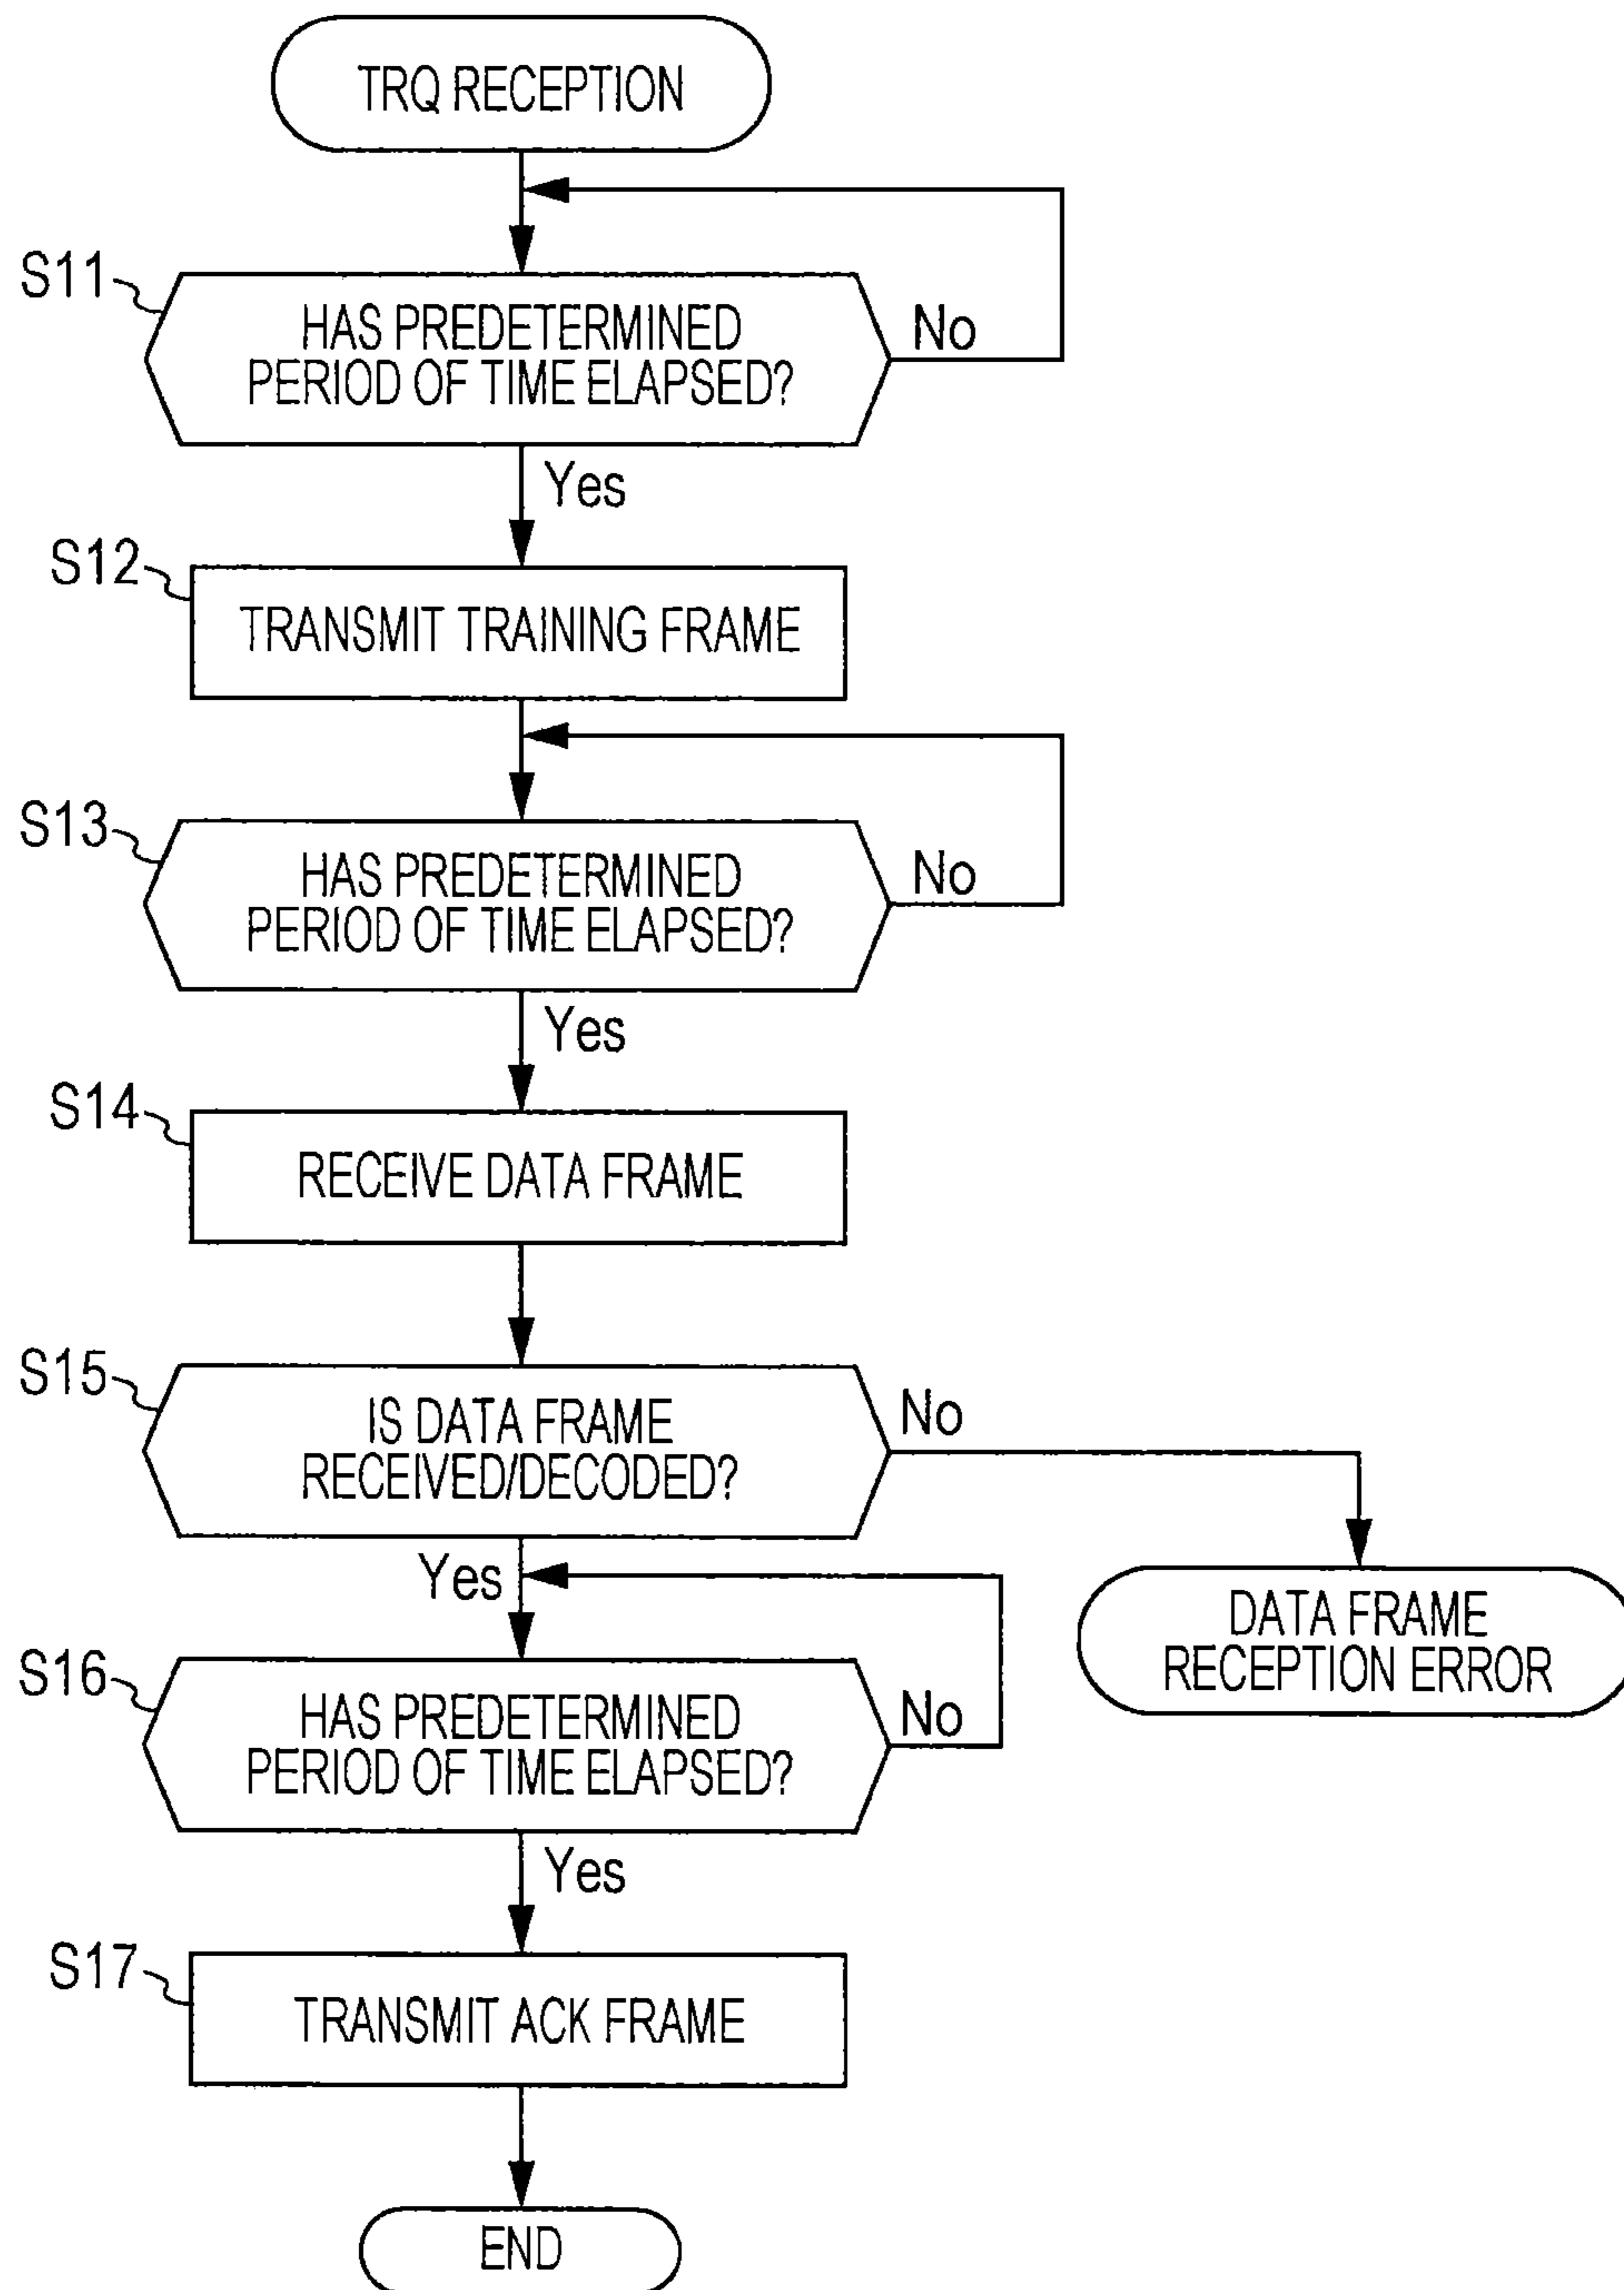 TRQ RECEPTION
S11
HAS PREDETERMINED
PERIOD OF TIME ELAPSED?
No
Yes
S12
TRANSMIT TRAINING FRAME
S13
HAS PREDETERMINED
PERIOD OF TIME ELAPSED?
No
Yes
S14
RECEIVE DATA FRAME
S15
IS DATA FRAME
RECEIVED/DECODED?
No
Yes
DATA FRAME
RECEPTION ERROR
S16
HAS PREDETERMINED
PERIOD OF TIME ELAPSED?
No
Yes
S17
TRANSMIT ACK FRAME
END